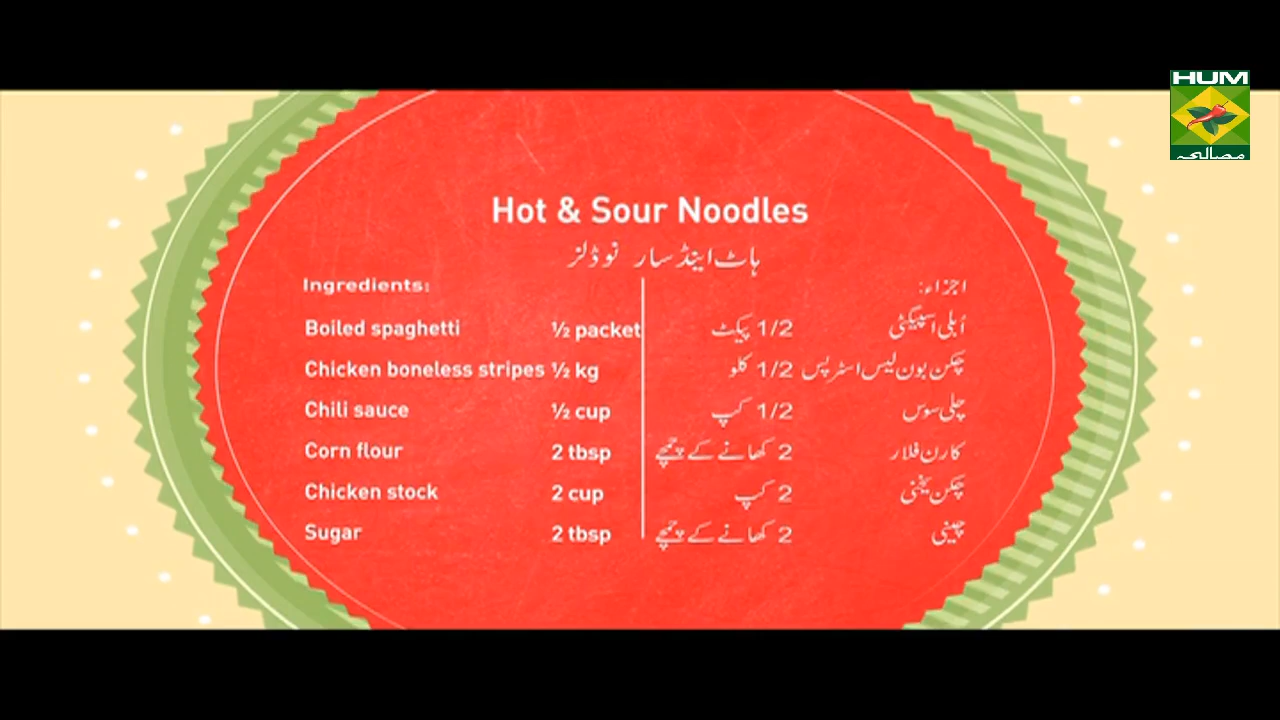 HUM
مصالحہ
Hot & Sour Noodles
ہاٹ اینڈ سار نوڈلز
Ingredients:
Boiled spaghetti ½ packet
Chicken boneless stripes ½ kg
Chili sauce ½ cup
Corn flour 2 tbsp
Chicken stock 2 cup
Sugar 2 tbsp
اجزاء:
اُبلی اسپیگٹی 1/2 پیکٹ
چکن بون لیس اسٹرپس 1/2 کلو
چلی سوس 1/2 کپ
کارن فلار 2 کھانے کے چمچے
چکن یخنی 2 کپ
چینی 2 کھانے کے چمچے